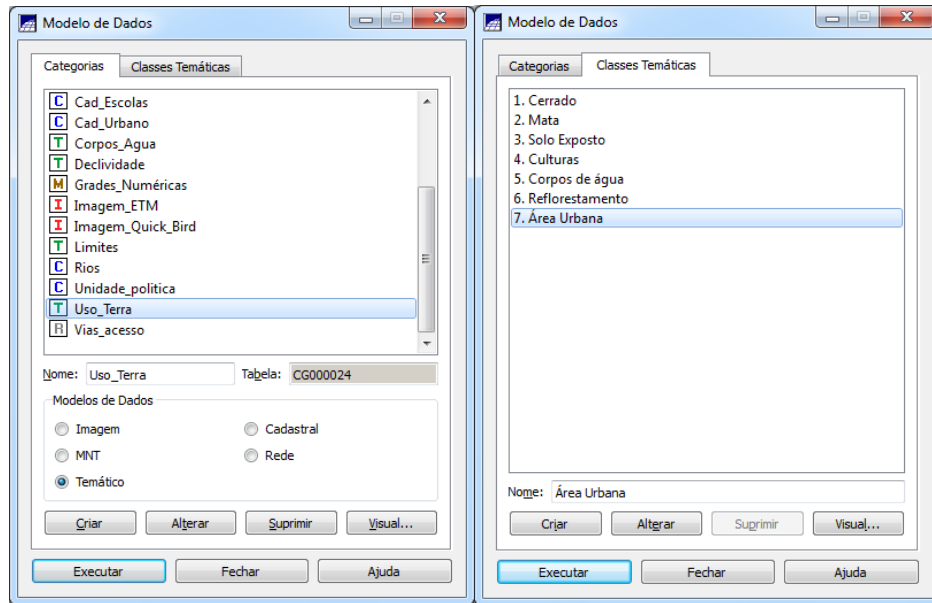 Modelo de Dados
Categorias Classes Temáticas
C Cad_Escolas
C Cad_Urbano
T Corpos_Agua
T Declividade
M Grades_Numéricas
I Imagem_ETM
I Imagem_Quick_Bird
T Limites
C Rios
C Unidade_politica
T Uso_Terra
R Vias_acesso
Nome: Uso_Terra Tabela: CG000024
Modelos de Dados
Imagem Cadastral
MNT Rede
Temático
Criar Alterar Suprimir Visual...
Executar Fechar Ajuda
Modelo de Dados
Categorias Classes Temáticas
1. Cerrado
2. Mata
3. Solo Exposto
4. Culturas
5. Corpos de água
6. Reflorestamento
7. Área Urbana
Nome: Área Urbana
Criar Alterar Suprimir Visual...
Executar Fechar Ajuda